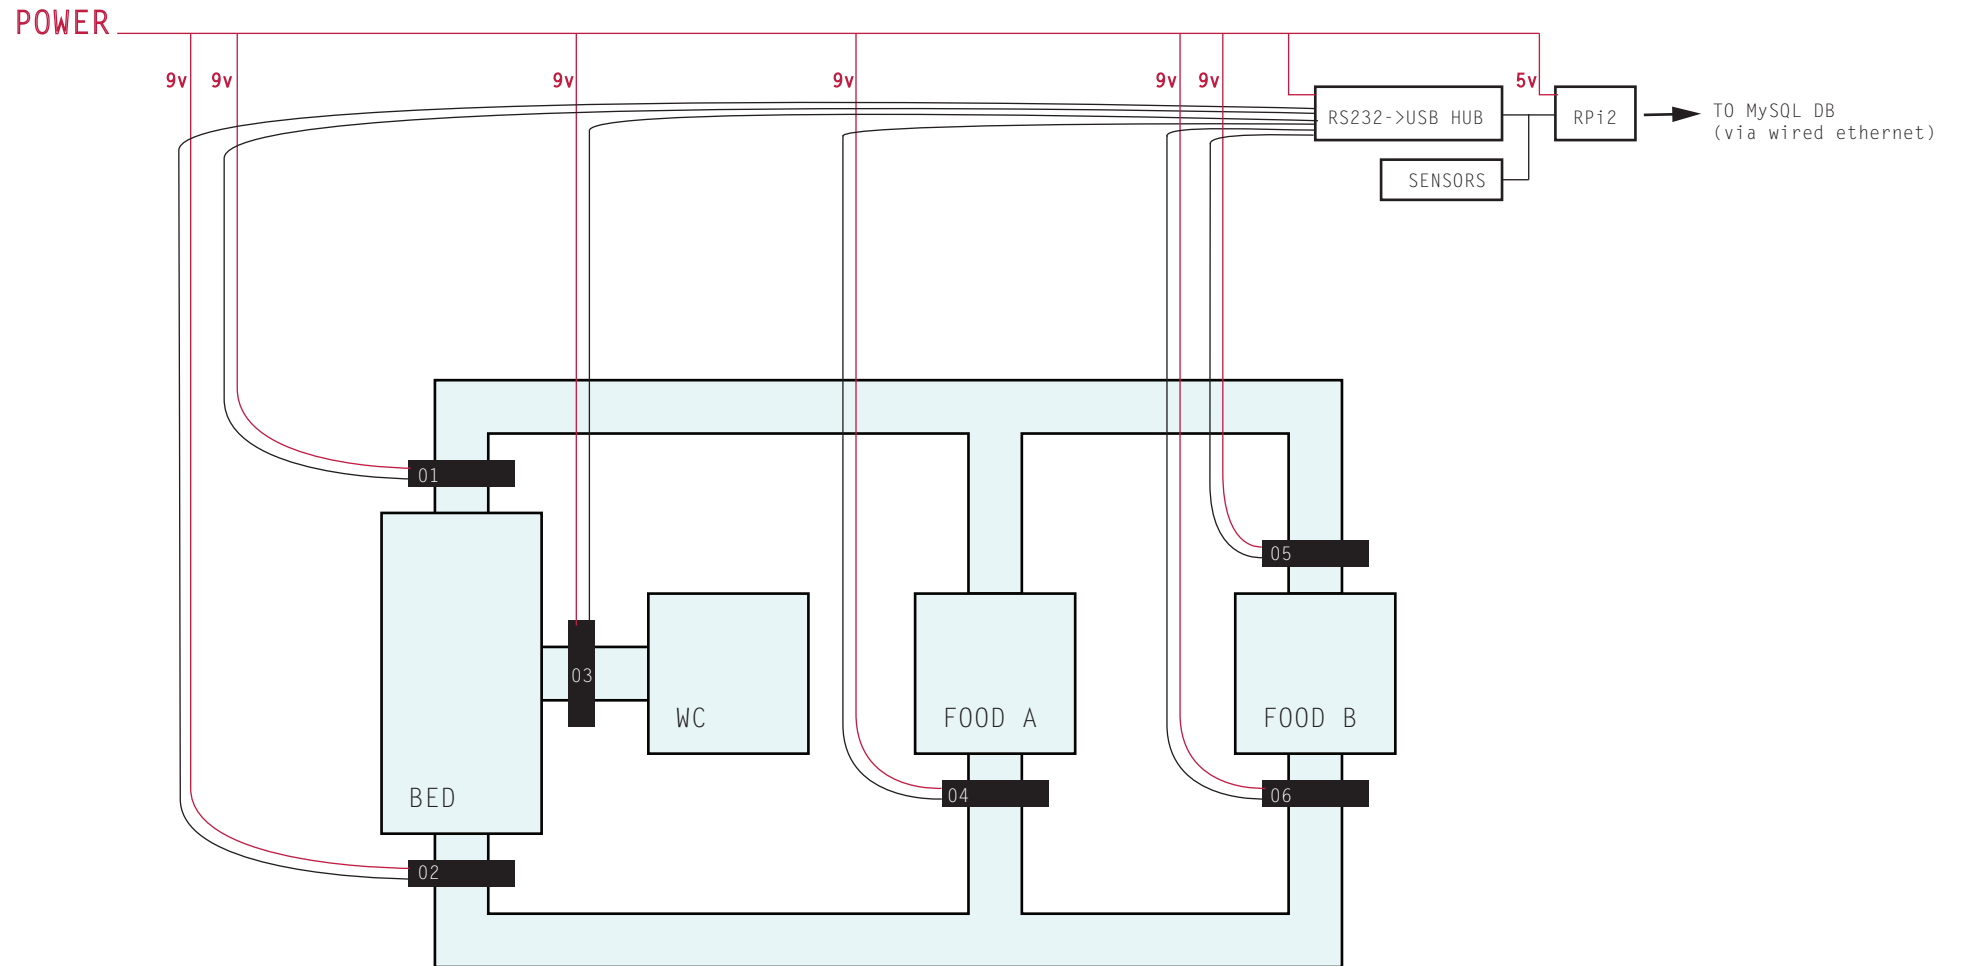 POWER
9v
9v
9v
9v
9v
9v
5v
RS232->USB HUB
RPi2
TO MySQL DB
(via wired ethernet)
SENSORS
01
05
03
WC
FOOD A
FOOD B
BED
04
06
02